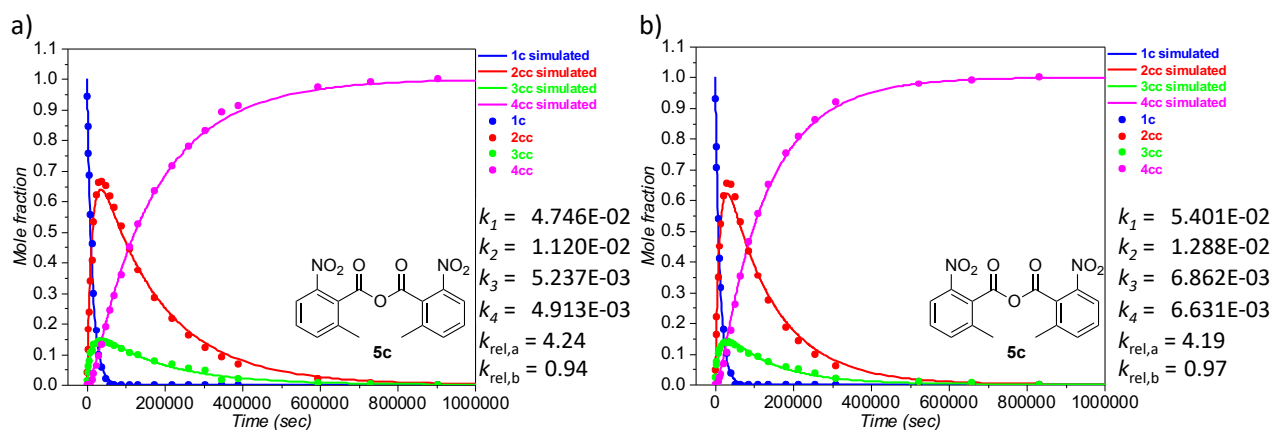 a)
1.1
1.0
0.9
0.8
0.7
0.6
0.5
0.4
0.3
0.2
0.1
0.0
Mole fraction
1c simulated
2cc simulated
3cc simulated
4cc simulated
1c
2cc
3cc
4cc
k1 = 4.746E-02
k2 = 1.120E-02
k3 = 5.237E-03
k4 = 4.913E-03
krel,a = 4.24
krel,b = 0.94
NO2 O O NO2
O
5c
0 200000 400000 600000 800000 1000000
Time (sec)
b)
1.1
1.0
0.9
0.8
0.7
0.6
0.5
0.4
0.3
0.2
0.1
0.0
Mole fraction
1c simulated
2cc simulated
3cc simulated
4cc simulated
1c
2cc
3cc
4cc
k1 = 5.401E-02
k2 = 1.288E-02
k3 = 6.862E-03
k4 = 6.631E-03
krel,a = 4.19
krel,b = 0.97
NO2 O O NO2
O
5c
0 200000 400000 600000 800000 1000000
Time (sec)